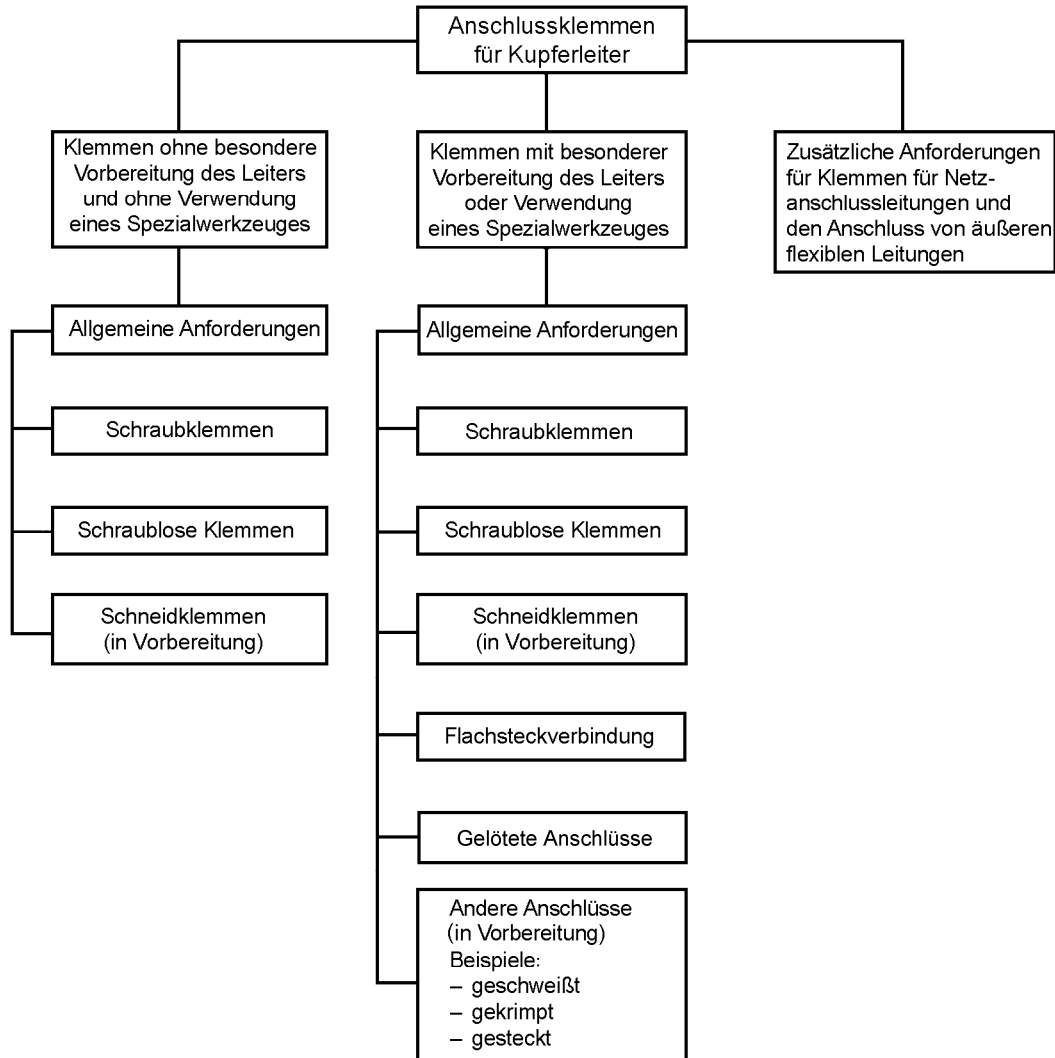 Anschlussklemmen
für Kupferleiter
Klemmen ohne besondere
Vorbereitung des Leiters
und ohne Verwendung
eines Spezialwerkzeuges
Klemmen mit besonderer
Vorbereitung des Leiters
oder Verwendung
eines Spezialwerkzeuges
Zusätzliche Anforderungen
für Klemmen für Netz-
anschlussleitungen und
den Anschluss von äußeren
flexiblen Leitungen
Allgemeine Anforderungen
Schraubklemmen
Schraublose Klemmen
Schneidklemmen
(in Vorbereitung)
Allgemeine Anforderungen
Schraubklemmen
Schraublose Klemmen
Schneidklemmen
(in Vorbereitung)
Flachsteckverbindung
Gelötete Anschlüsse
Andere Anschlüsse
(in Vorbereitung)
Beispiele:
– geschweißt
– gekrimpt
– gesteckt